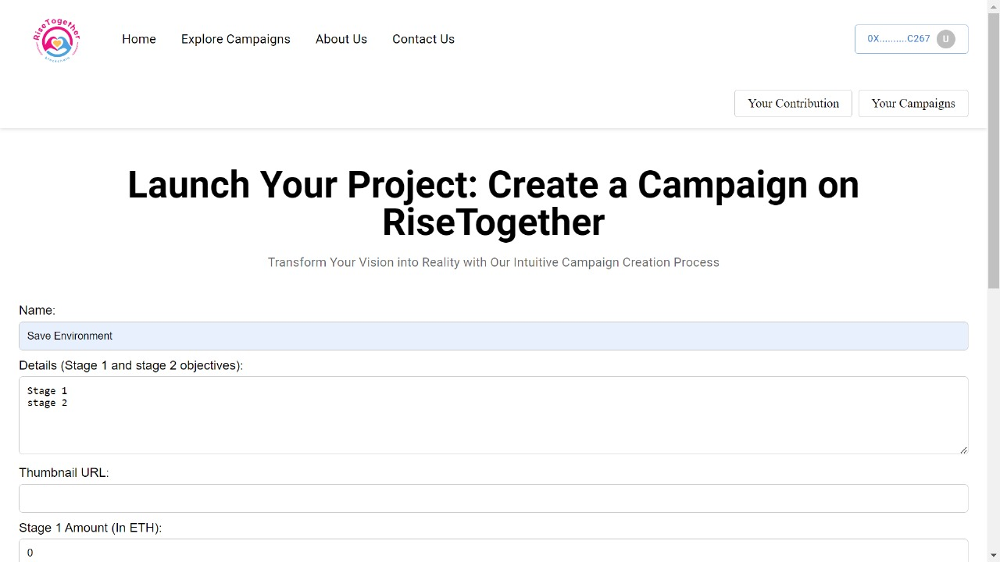 RiseTogether
blockchain
Home
Explore Campaigns
About Us
Contact Us
0X..........C267 U
Your Contribution
Your Campaigns
Launch Your Project: Create a Campaign on
RiseTogether
Transform Your Vision into Reality with Our Intuitive Campaign Creation Process
Name:
Save Environment
Details (Stage 1 and stage 2 objectives):
Stage 1
stage 2
Thumbnail URL:
Stage 1 Amount (In ETH):
0